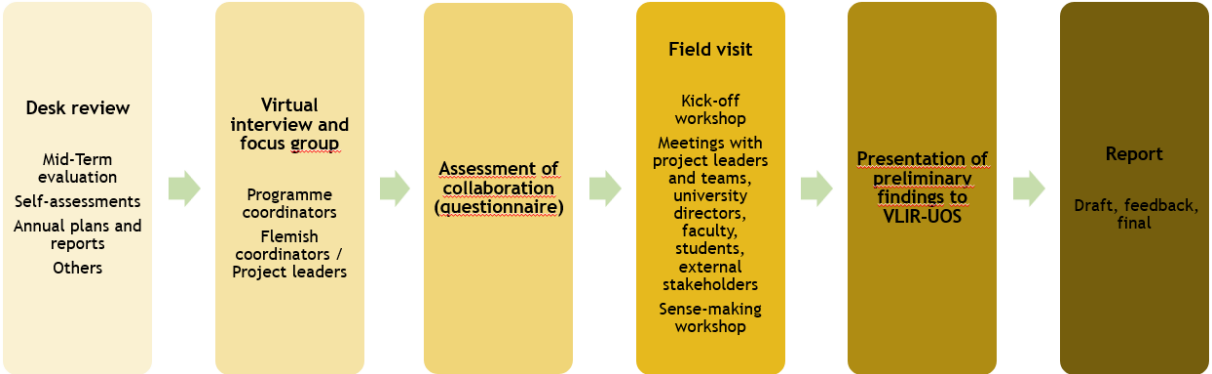 Desk review
Mid-Term
evaluation
Self-assessments
Annual plans and
reports
Others
Virtual
interview and
focus group
Programme
coordinators
Flemish
coordinators /
Project leaders
Assessment of
collaboration
(questionnaire)
Field visit
Kick-off
workshop
Meetings with
project leaders
and teams,
university
directors,
faculty,
students,
external
stakeholders
Sense-making
workshop
Presentation of
preliminary
findings to
VLIR-UOS
Report
Draft, feedback,
final